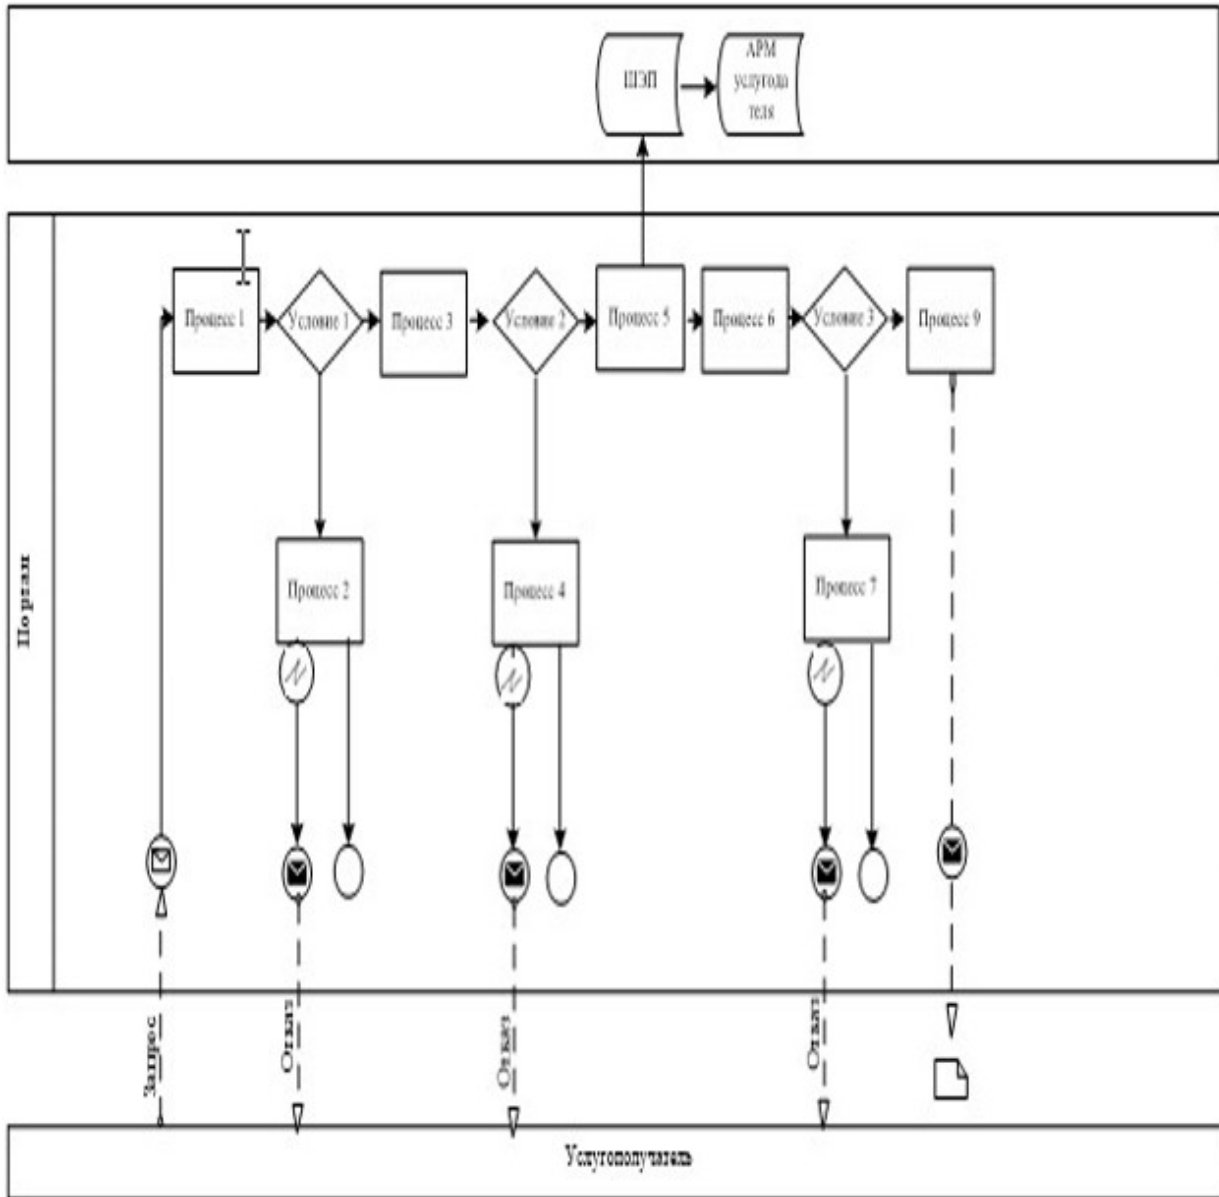 ШЭП
АРМ
услугода
теля
Процесс 1
Условие 1
Процесс 3
Условие 2
Процесс 5
Процесс 6
Условие 3
Процесс 9
Портал
Процесс 2
Процесс 4
Процесс 7
Запрос
Отказ
Отказ
Отказ
Услугополучатель